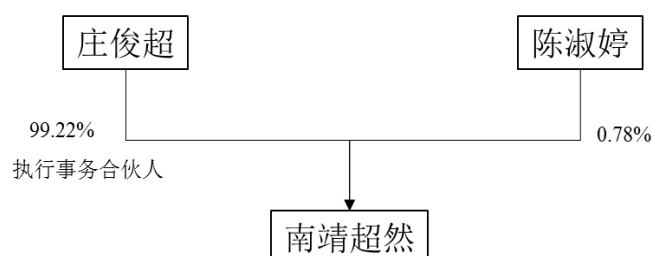 庄俊超
陈淑婷
99.22%
0.78%
执行事务合伙人
南靖超然